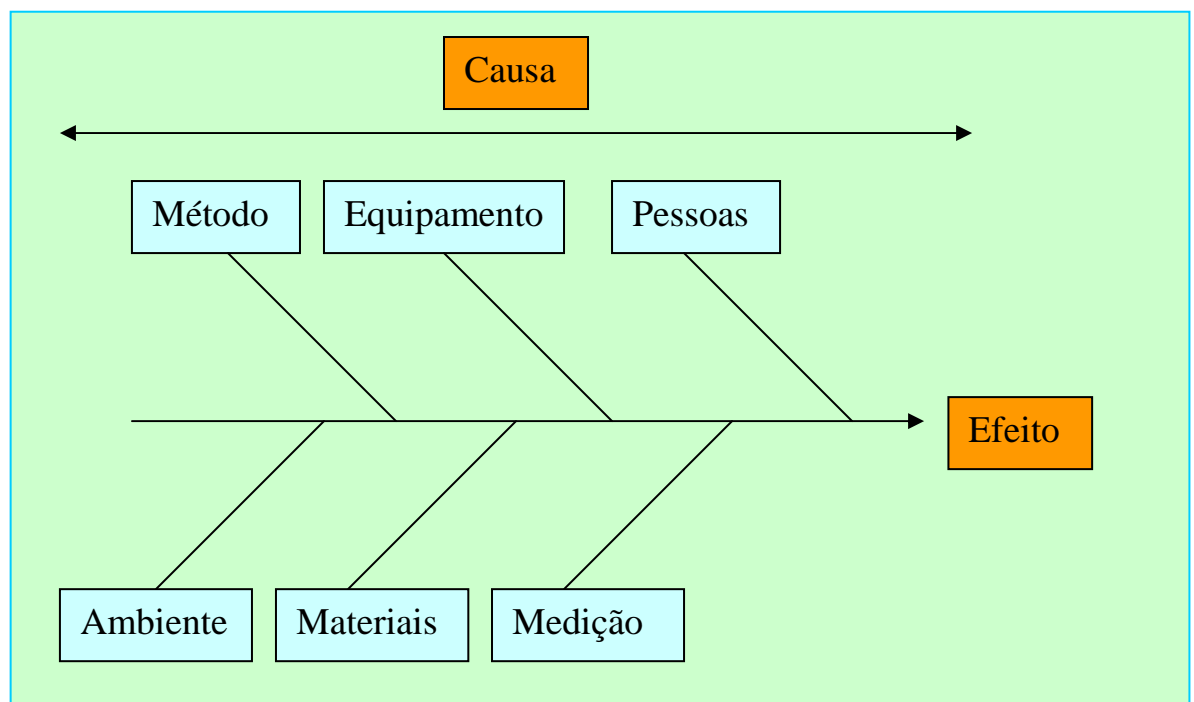 Causa
Método
Equipamento
Pessoas
Efeito
Ambiente
Materiais
Medição